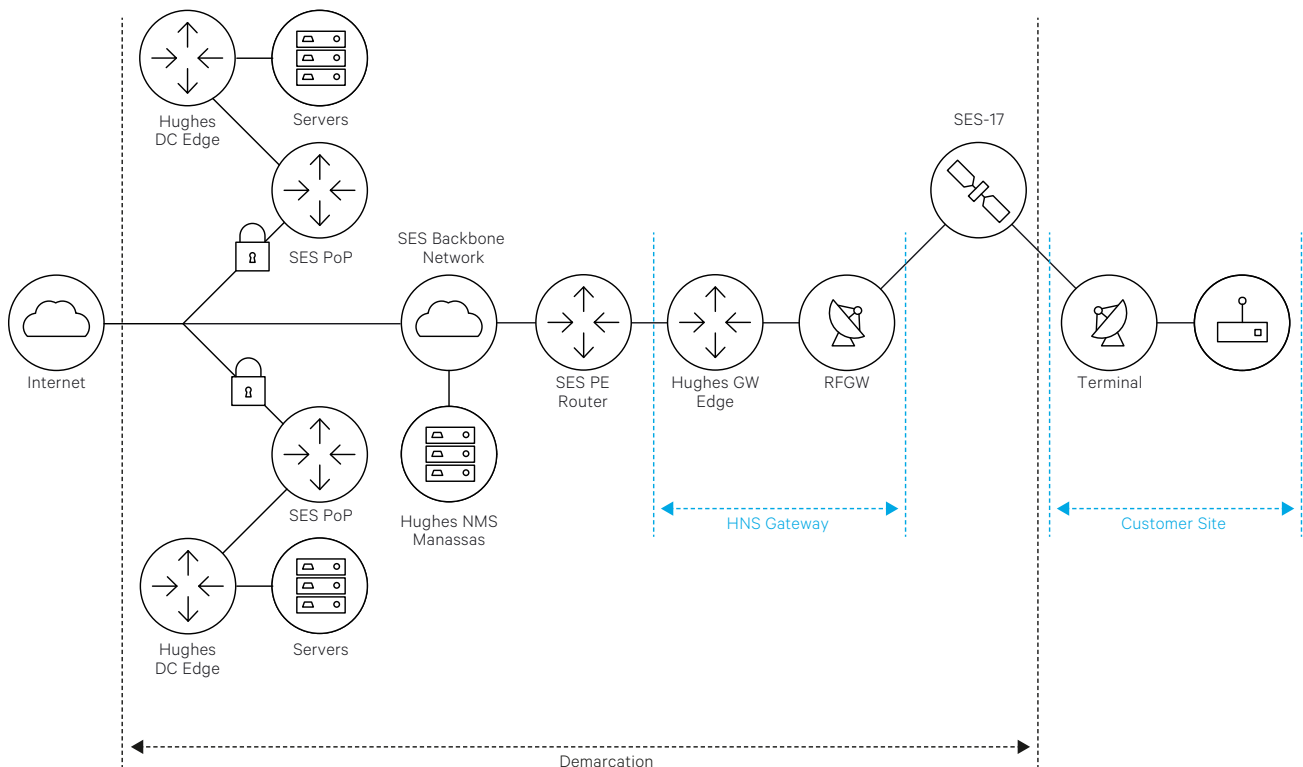 Hughes
DC Edge
Servers
SES-17
SES PoP
SES Backbone
Network
Internet
SES PE
Router
Hughes GW
Edge
RFGW
Terminal
SES PoP
Hughes NMS
Manassas
HNS Gateway
Customer Site
Hughes
DC Edge
Servers
Demarcation